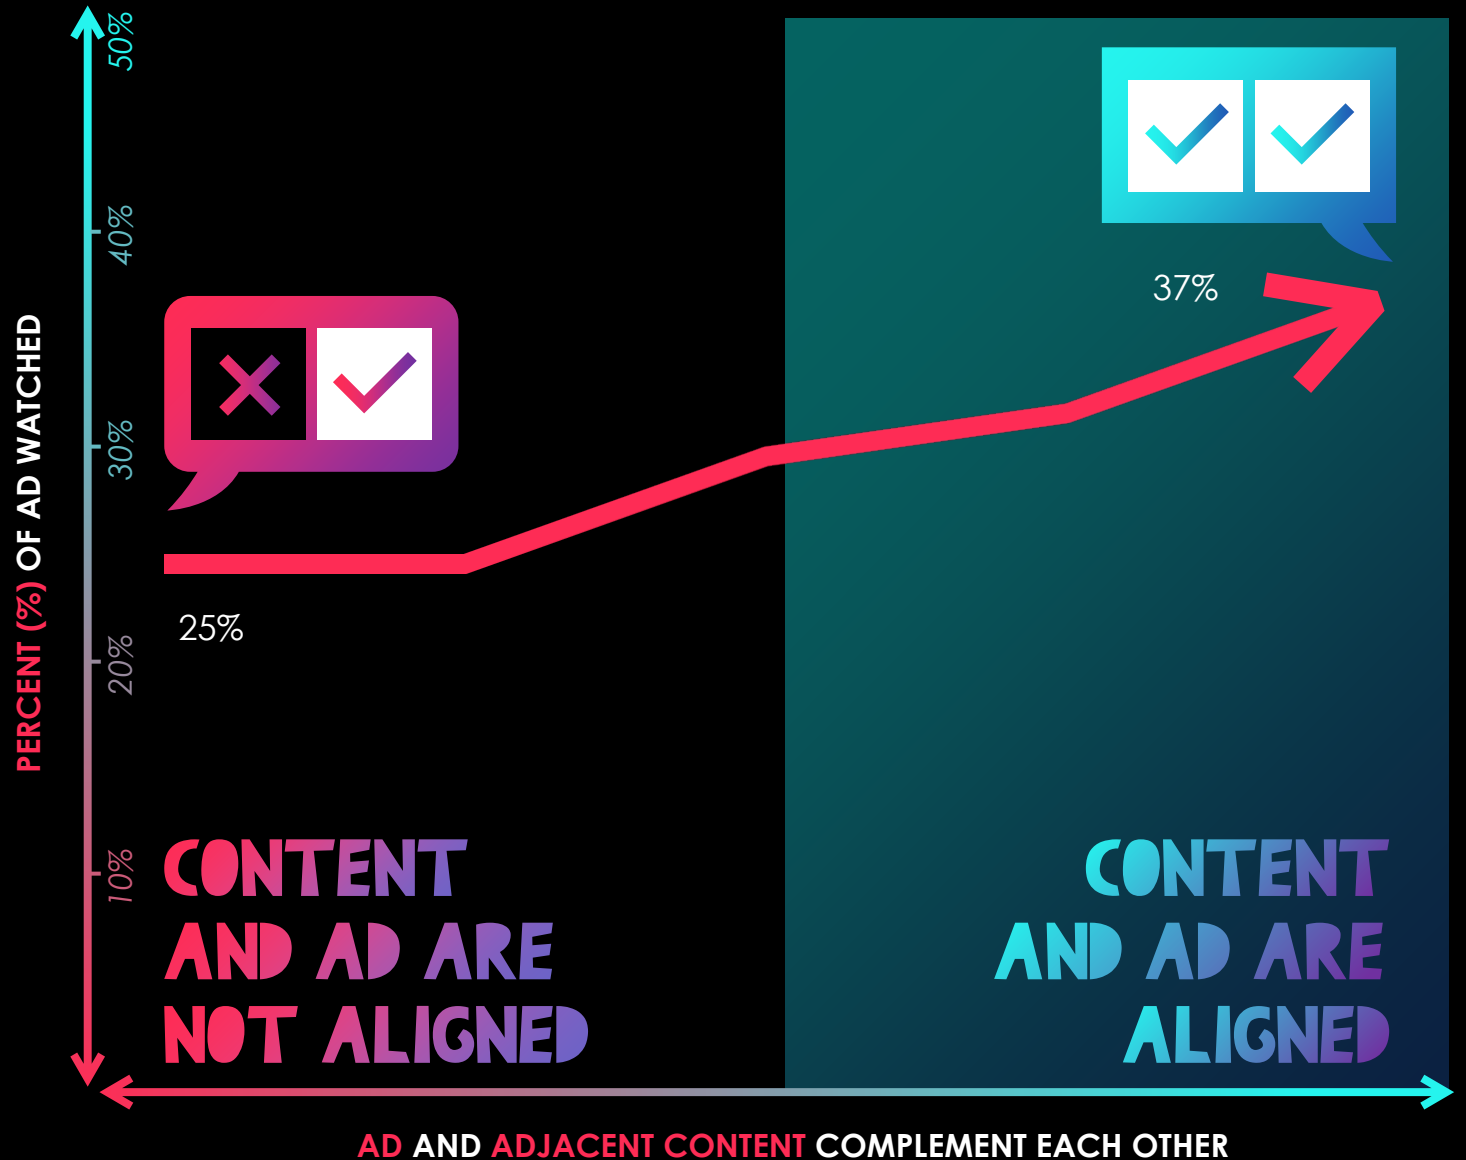 50%
40%
30%
20%
10%
PERCENT (%) OF AD WATCHED
37%
25%
CONTENT
AND AD ARE
NOT ALIGNED
CONTENT
AND AD ARE
ALIGNED
AD AND ADJACENT CONTENT COMPLEMENT EACH OTHER